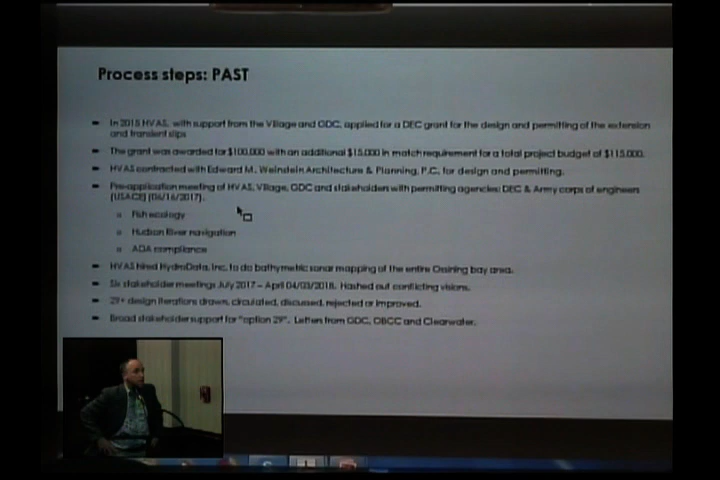 Process steps: PAST
In 2015 HVAS, with support from the Village and GDC, applied for a DEC grant for the design and permitting of the extension
and transient slips
The grant was awarded for $100,000 with an additional $15,000 in match requirement for a total project budget of $115,000.
HVAS contracted with Edward M. Weinstein Architecture & Planning, P.C. for design and permitting.
Pre-application meeting of HVAS, Village, GDC and stakeholders with permitting agencies: DEC & Army corps of engineers
(USACE) (06/16/2017).
Fish ecology
Hudson River navigation
ADA compliance
HVAS hired HydroData, Inc. to do bathymetric sonar mapping of the entire Ossining bay area.
Six stakeholder meetings July 2017 – April 04/03/2018. Hashed out conflicting visions.
29+ design iterations drawn, circulated, discussed, rejected or improved.
Broad stakeholder support for "option 29". Letters from GDC, OBCC and Clearwater.